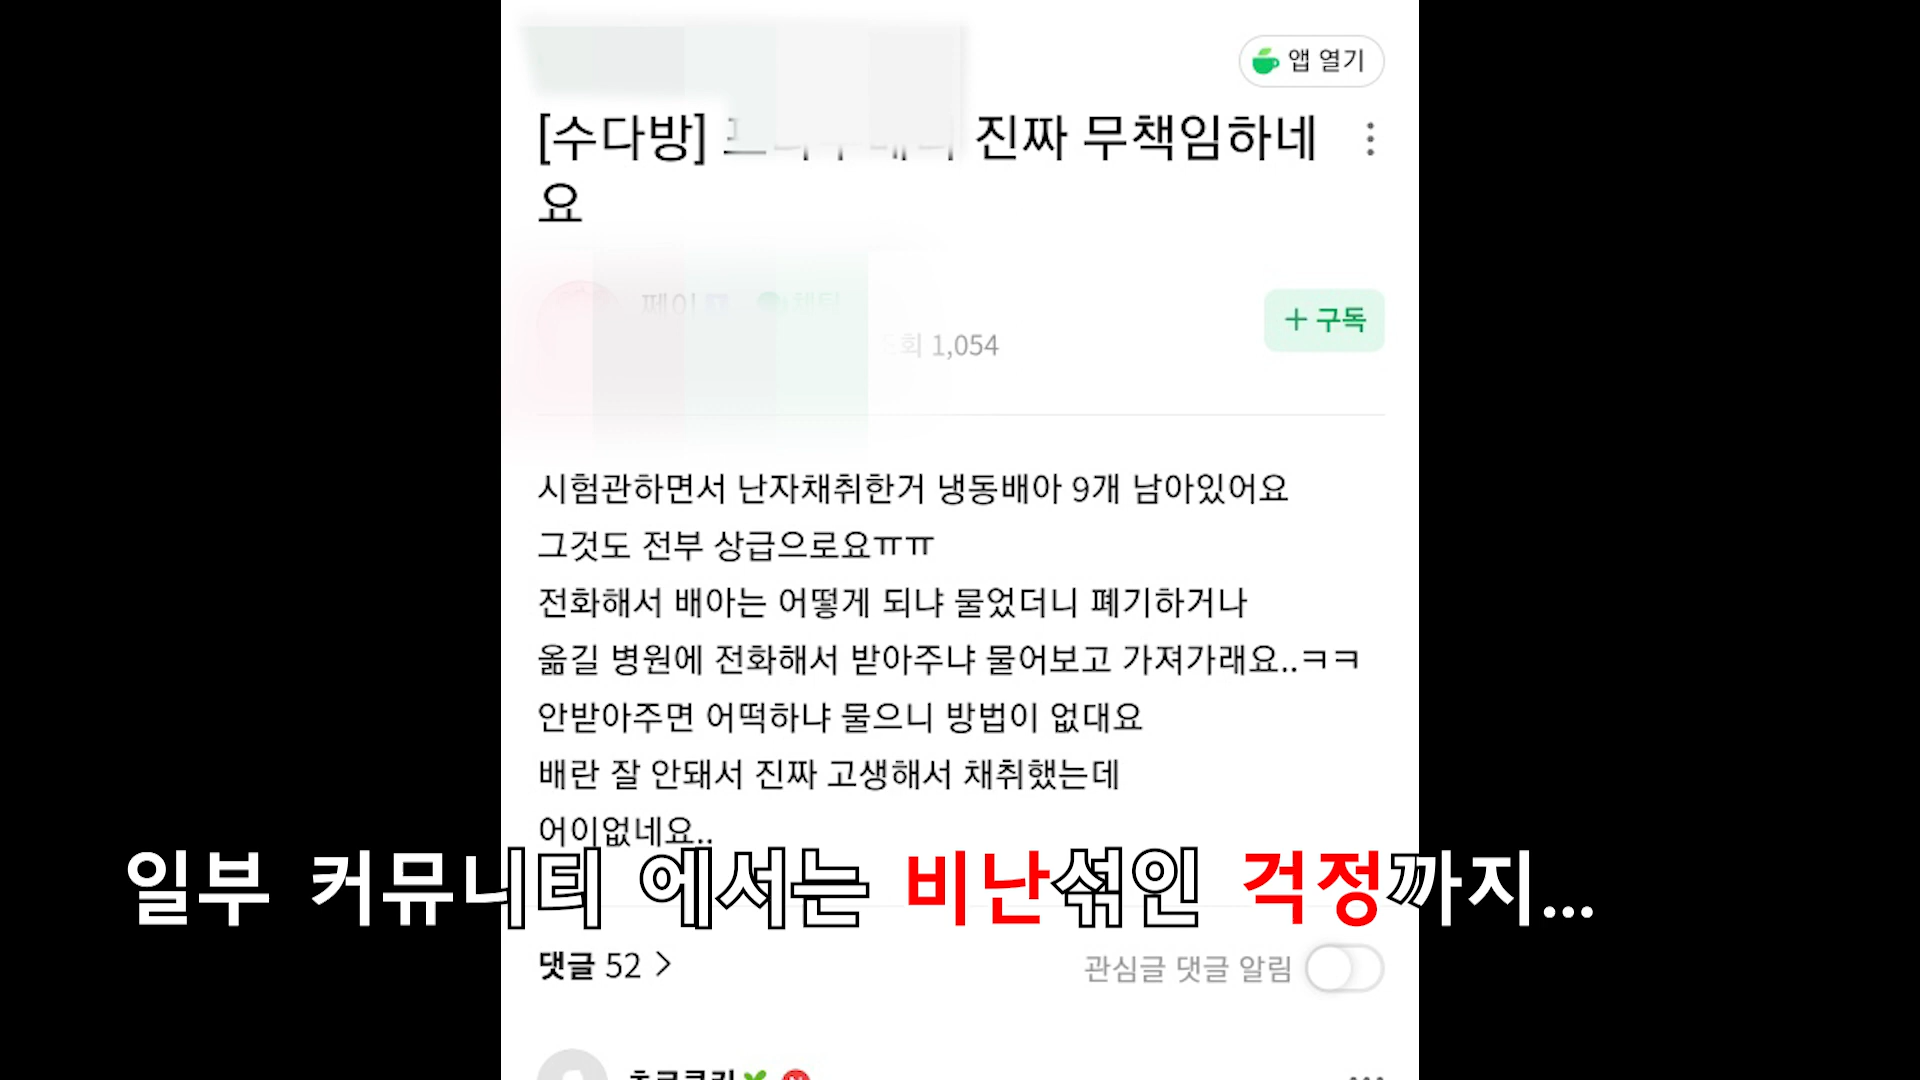 앱 열기
[수다방] 진짜 무책임하네
요
조회 1,054
+ 구독
시험관하면서 난자채취한거 냉동배아 9개 남아있어요
그것도 전부 상급으로요ㅠㅠ
전화해서 배아는 어떻게 되냐 물었더니 폐기하거나
옮길 병원에 전화해서 받아주냐 물어보고 가져가래요..ㅋㅋ
안받아주면 어떡하냐 물으니 방법이 없대요
배란 잘 안돼서 진짜 고생해서 채취했는데
어이없네요..
일부 커뮤니티 에서는 비난섞인 걱정까지...
댓글 52 >
관심글 댓글 알림